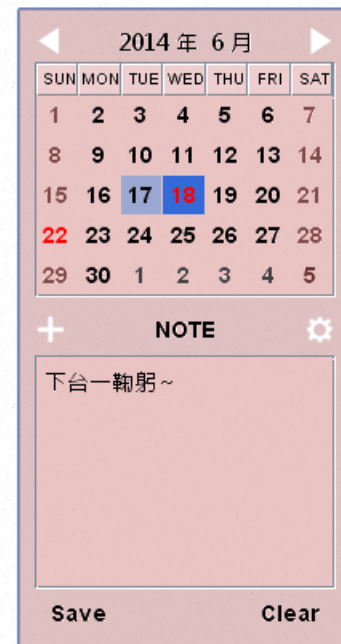 2014 年 6 月
SUN MON TUE WED THU FRI SAT
1 2 3 4 5 6 7
8 9 10 11 12 13 14
15 16 17 18 19 20 21
22 23 24 25 26 27 28
29 30 1 2 3 4 5
NOTE
下台一鞠躬~
Save Clear